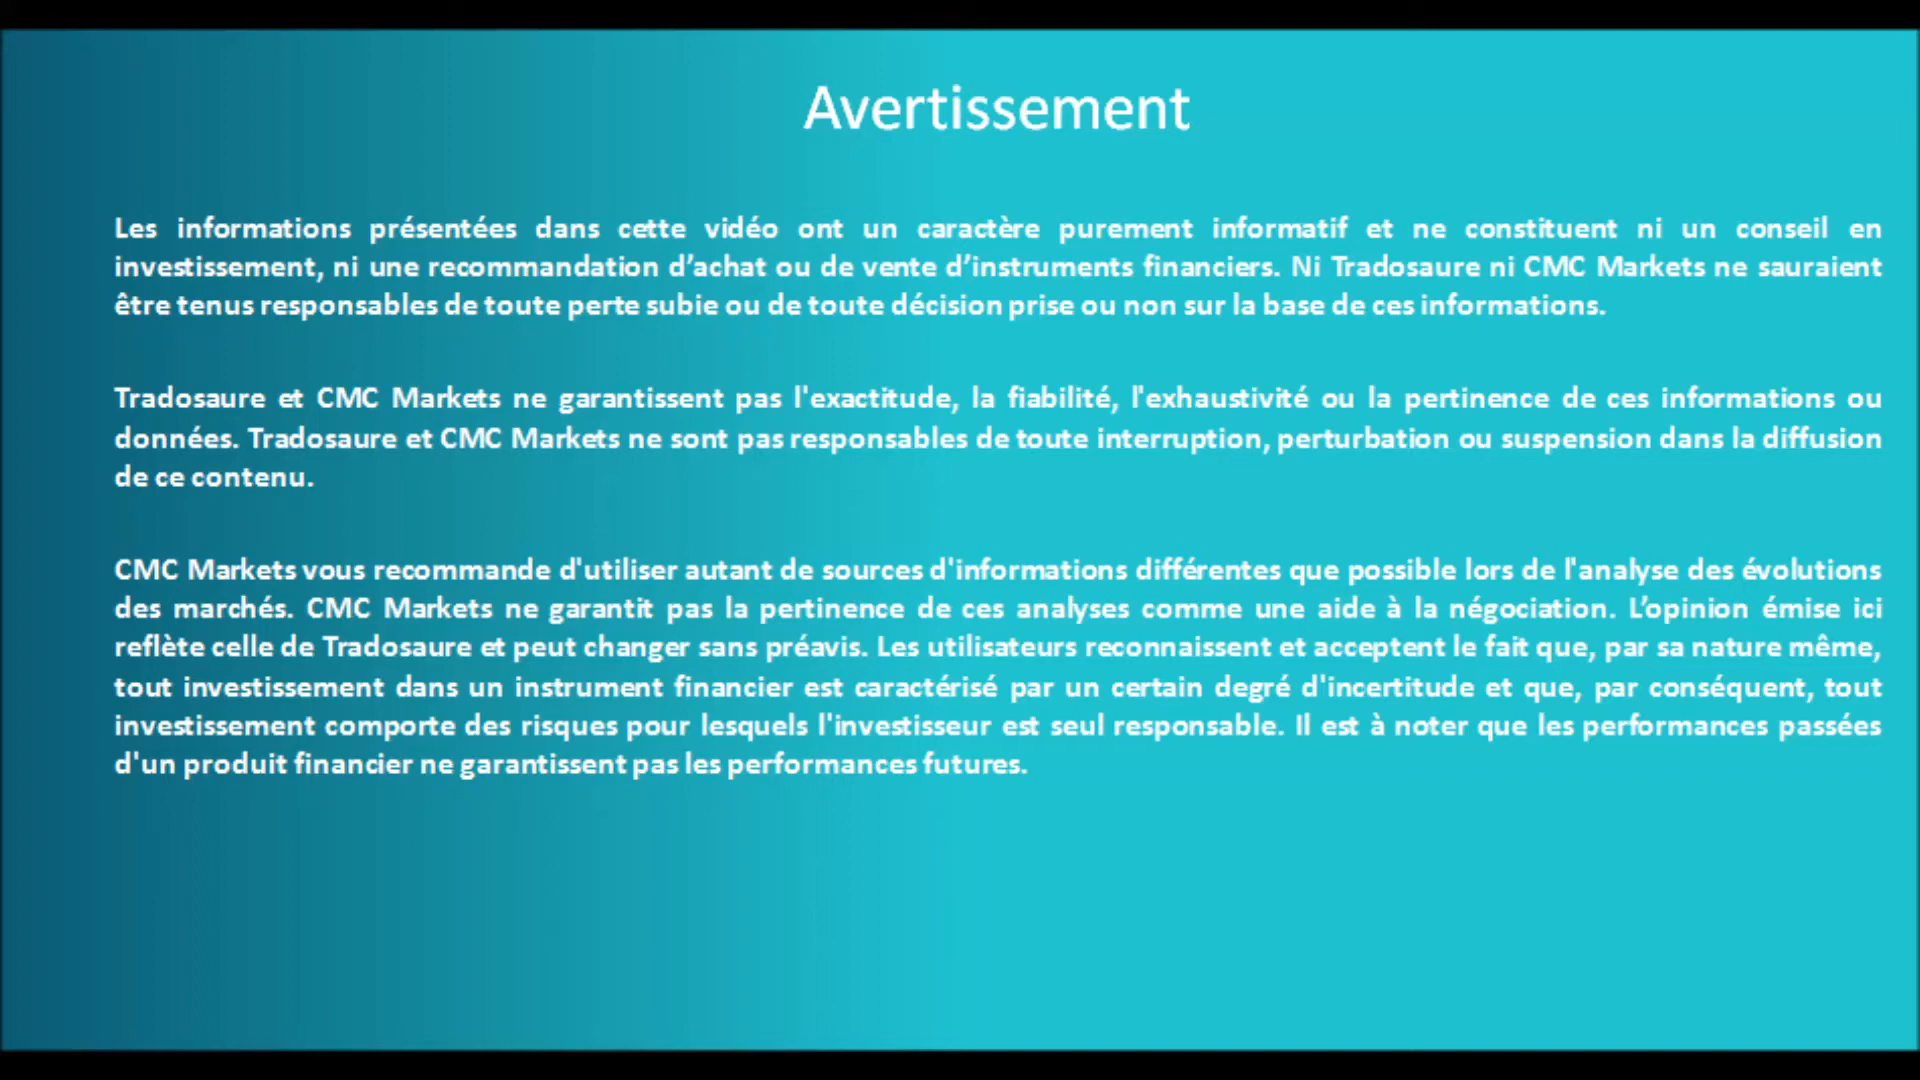 Avertissement
Les informations présentées dans cette vidéo ont un caractère purement informatif et ne constituent ni un conseil en
investissement, ni une recommandation d’achat ou de vente d’instruments financiers. Ni Tradosaure ni CMC Markets ne sauraient
être tenus responsables de toute perte subie ou de toute décision prise ou non sur la base de ces informations.
Tradosaure et CMC Markets ne garantissent pas l'exactitude, la fiabilité, l'exhaustivité ou la pertinence de ces informations ou
données. Tradosaure et CMC Markets ne sont pas responsables de toute interruption, perturbation ou suspension dans la diffusion
de ce contenu.
CMC Markets vous recommande d'utiliser autant de sources d'informations différentes que possible lors de l'analyse des évolutions
des marchés. CMC Markets ne garantit pas la pertinence de ces analyses comme une aide à la négociation. L’opinion émise ici
reflète celle de Tradosaure et peut changer sans préavis. Les utilisateurs reconnaissent et acceptent le fait que, par sa nature même,
tout investissement dans un instrument financier est caractérisé par un certain degré d'incertitude et que, par conséquent, tout
investissement comporte des risques pour lesquels l'investisseur est seul responsable. Il est à noter que les performances passées
d'un produit financier ne garantissent pas les performances futures.